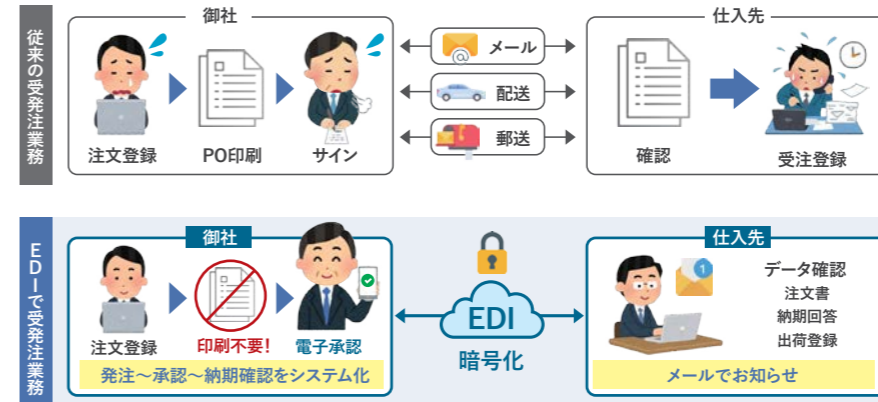 従来の受発注業務
御社
仕入先
注文登録
PO印刷
サイン
メール
@
配送
郵送
確認
受注登録
EDIで受発注業務
御社
仕入先
注文登録
印刷不要!
電子承認
発注～承認～納期確認をシステム化
EDI
暗号化
1
データ確認
注文書
納期回答
出荷登録
メールでお知らせ